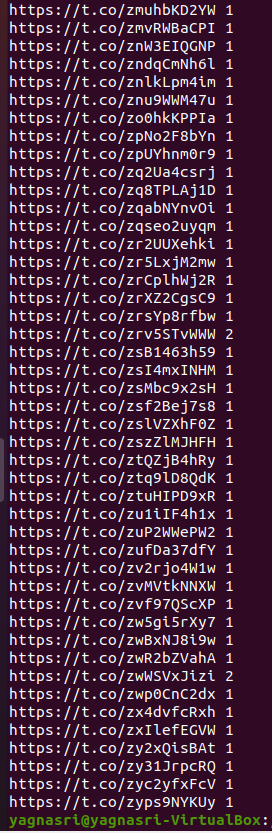 https://t.co/zmuhbKD2YW 1
https://t.co/zmvRWBaCPI 1
https://t.co/znW3EIQGNP 1
https://t.co/zndqCmNh6l 1
https://t.co/znlkLpm4im 1
https://t.co/znu9WWM47u 1
https://t.co/zo0hkKPPIa 1
https://t.co/zpNo2F8bYn 1
https://t.co/zpUYhnm0r9 1
https://t.co/zq2Ua4csrj 1
https://t.co/zq8TPLAj1D 1
https://t.co/zqabNYnvOi 1
https://t.co/zqseo2uyqm 1
https://t.co/zr2UUXehki 1
https://t.co/zr5LxjM2mw 1
https://t.co/zrCplhWj2R 1
https://t.co/zrXZ2CgsC9 1
https://t.co/zrsYp8rfbw 1
https://t.co/zrv5STvWWW 2
https://t.co/zsB1463h59 1
https://t.co/zsI4mxINHM 1
https://t.co/zsMbc9x2sH 1
https://t.co/zsf2Bej7s8 1
https://t.co/zslVZXhF0Z 1
https://t.co/zszZlMJHFH 1
https://t.co/ztQZjB4hRy 1
https://t.co/ztq9lD8QdK 1
https://t.co/ztuHIPD9xR 1
https://t.co/zu1iIF4h1x 1
https://t.co/zuP2WWePW2 1
https://t.co/zufDa37dfY 1
https://t.co/zv2rjo4W1w 1
https://t.co/zvMVtkNNXW 1
https://t.co/zvf97QScXP 1
https://t.co/zw5gi5rXy7 1
https://t.co/zwBxNJ8i9w 1
https://t.co/zwR2bZVahA 1
https://t.co/zwWSVxJizi 2
https://t.co/zwp0CnC2dx 1
https://t.co/zx4dvfcRxh 1
https://t.co/zxIlefEGVW 1
https://t.co/zy2xQisBAt 1
https://t.co/zy31JrpcRQ 1
https://t.co/zyc2yfxFcV 1
https://t.co/zyps9NYKUy 1
yagnasri@yagnasri-VirtualBox: